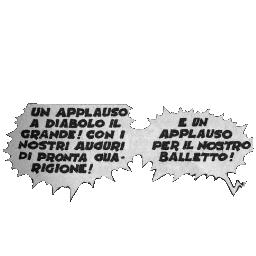 UN APPLAUSO
A DIABOLO IL
GRANDE! CON I
NOSTRI AUGURI
DI PRONTA GUA-
RIGIONE!
E UN
APPLAUSO
PER IL NOSTRO
BALLETTO!